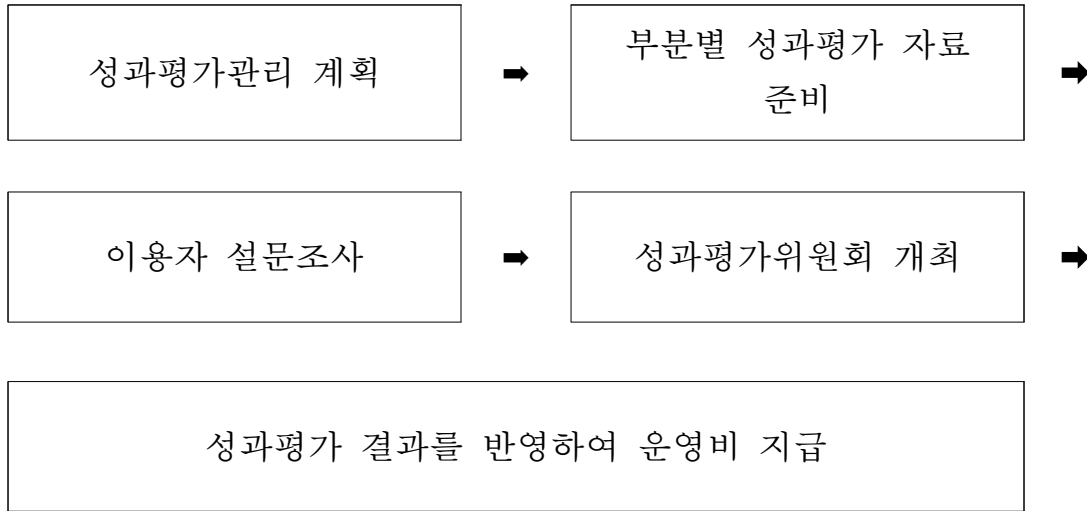 성과평가관리 계획
➡
부분별 성과평가 자료
준비
➡
이용자 설문조사
➡
성과평가위원회 개최
➡
성과평가 결과를 반영하여 운영비 지급